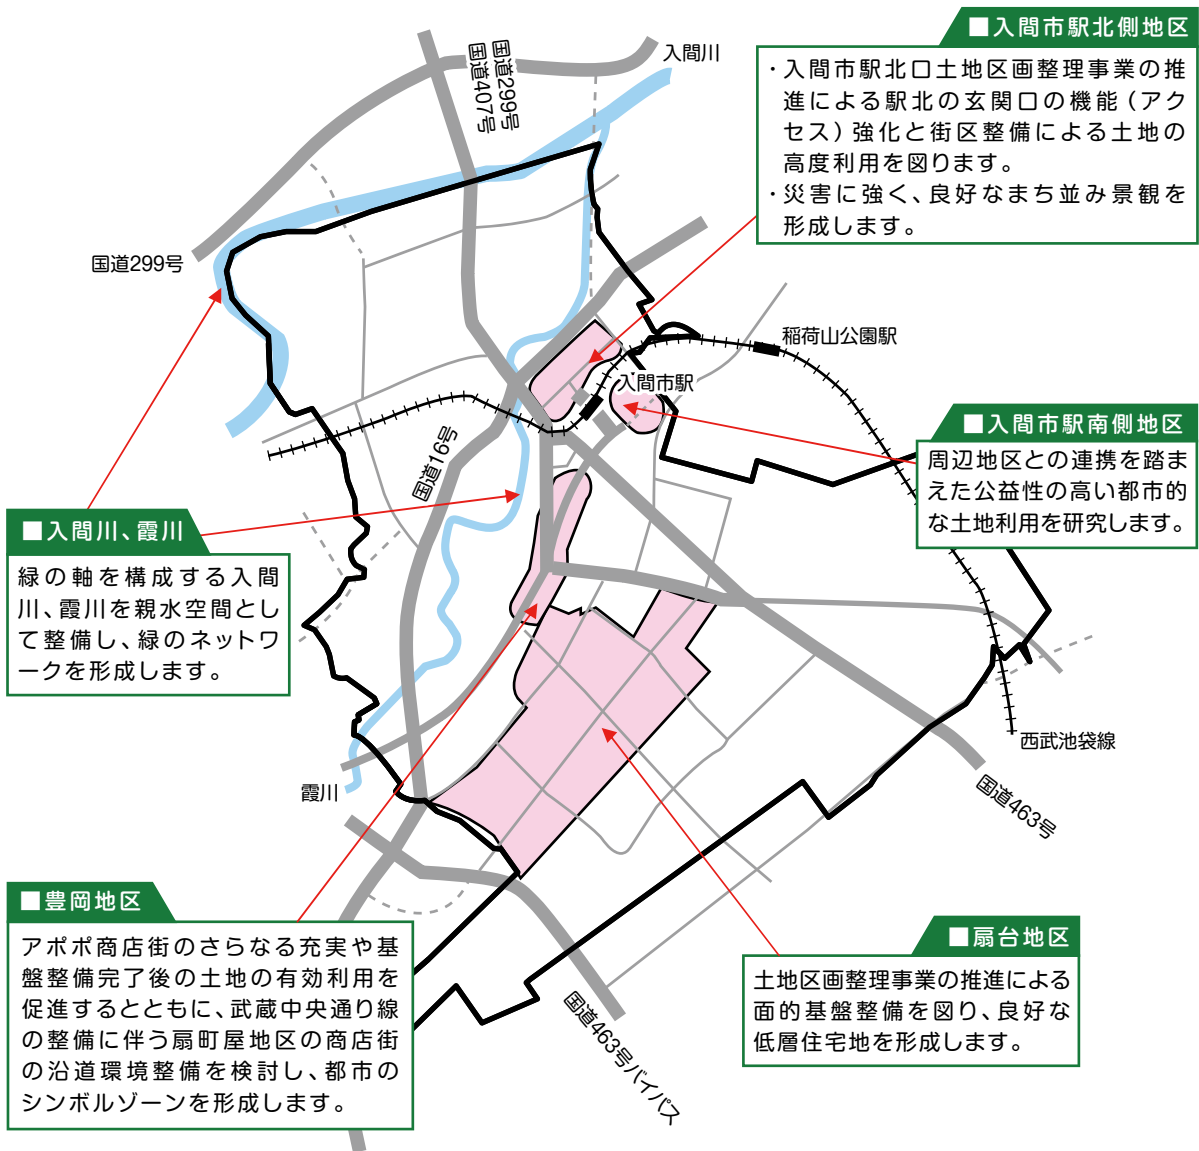 ■入間市駅北側地区
・入間市駅北口土地区画整理事業の推
進による駅北の玄関口の機能（アク
セス）強化と街区整備による土地の
高度利用を図ります。
・災害に強く、良好なまち並み景観を
形成します。
国道299号
国道407号
入間川
国道299号
稲荷山公園駅
入間市駅
■入間市駅南側地区
周辺地区との連携を踏ま
えた公益性の高い都市的
な土地利用を研究します。
国道16号
■入間川、霞川
緑の軸を構成する入間
川、霞川を親水空間とし
て整備し、緑のネットワ
ークを形成します。
西武池袋線
霞川
国道463号
■豊岡地区
アポポ商店街のさらなる充実や基
盤整備完了後の土地の有効利用を
促進するとともに、武蔵中央通り線
の整備に伴う扇町屋地区の商店街
の沿道環境整備を検討し、都市の
シンボルゾーンを形成します。
■扇台地区
土地区画整理事業の推進による
面的基盤整備を図り、良好な
低層住宅地を形成します。
国道463号バイパス